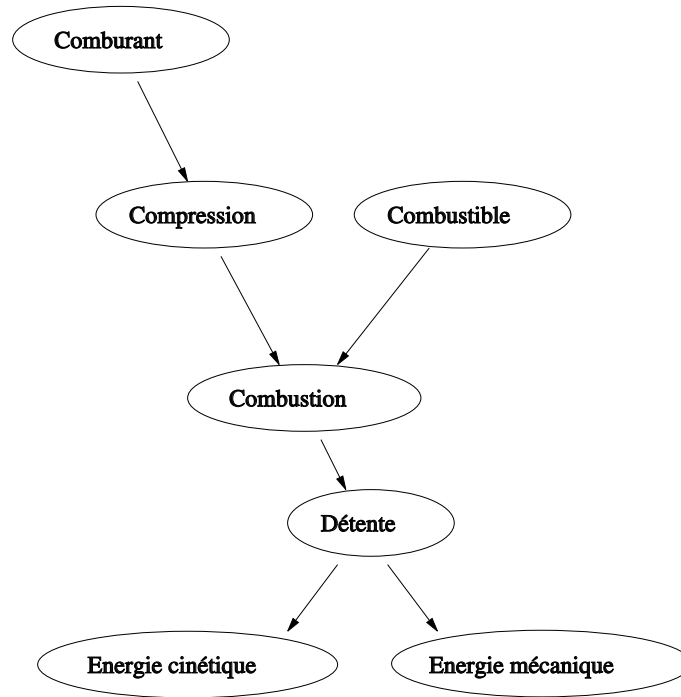 Comburant
Compression
Combustible
Combustion
Détente
Energie cinétique
Energie mécanique